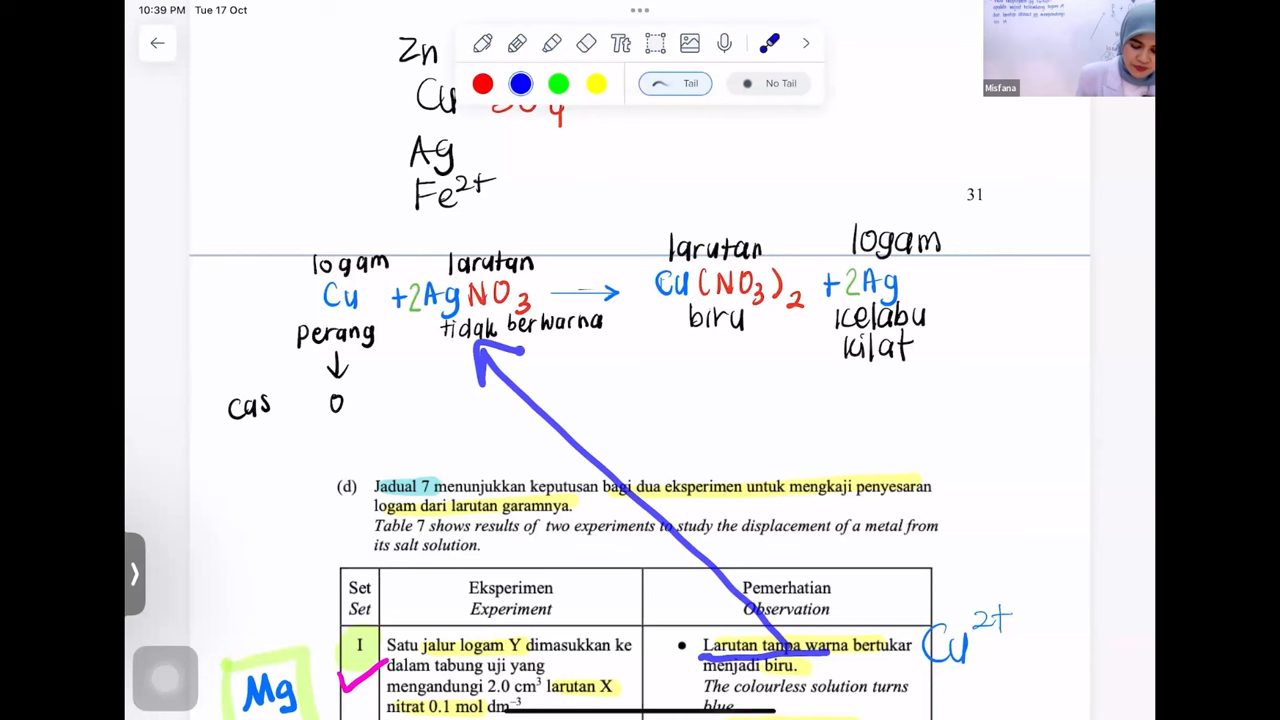 10:39 PM Tue 17 Oct
Tt
Tail
No Tail
Misfana
Zn
Cu SO4
Ag
Fe2+
31
logam larutan larutan logam
Cu +2AgNO3 → Cu(NO3)2 +2Ag
perang tidak berwarna biru kelabu
kilat
↓
cas 0
(d) Jadual 7 menunjukkan keputusan bagi dua eksperimen untuk mengkaji penyesaran
logam dari larutan garamnya.
Table 7 shows results of two experiments to study the displacement of a metal from
its salt solution.
Set Eksperimen Pemerhatian
Set Experiment Observation
I Satu jalur logam Y dimasukkan ke
dalam tabung uji yang
mengandungi 2.0 cm3 larutan X
nitrat 0.1 mol dm-3
• Larutan tanpa warna bertukar
menjadi biru.
The colourless solution turns
blue.
Cu2+
Mg